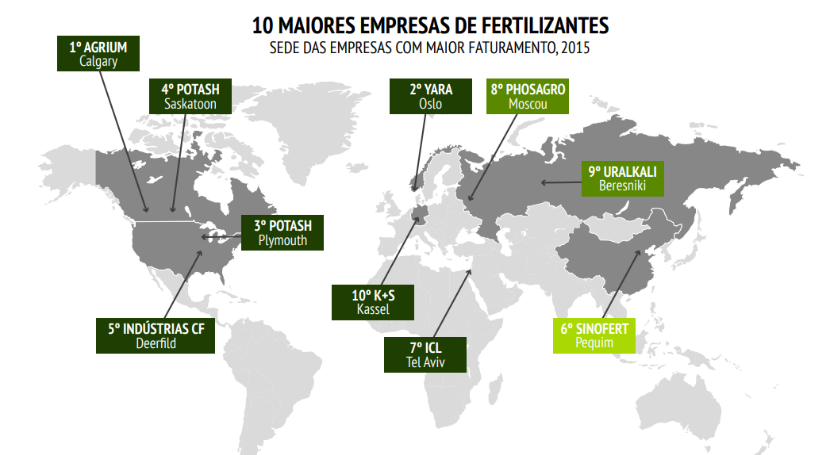 10 MAIORES EMPRESAS DE FERTILIZANTES
SEDE DAS EMPRESAS COM MAIOR FATURAMENTO, 2015
1º AGRIUM
Calgary
4º POTASH
Saskatoon
2º YARA
Oslo
8º PHOSAGRO
Moscou
9º URALKALI
Beresniki
3º POTASH
Plymouth
10º K+S
Kassel
5º INDÚSTRIAS CF
Deerfild
7º ICL
Tel Aviv
6º SINOFERT
Pequim